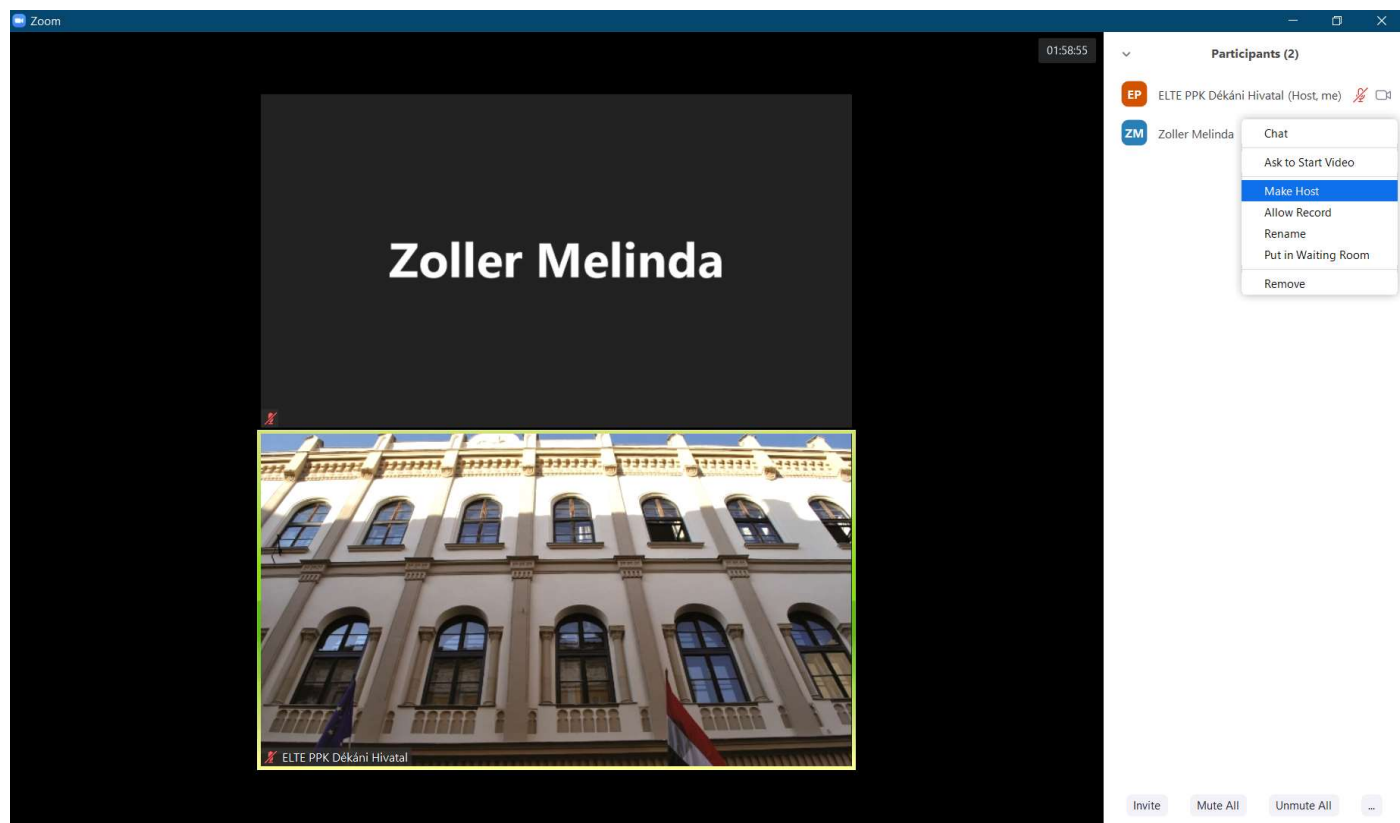 Zoom
01:58:55
Participants (2)
EP ELTE PPK Dékáni Hivatal (Host, me)
ZM Zoller Melinda
Chat
Ask to Start Video
Make Host
Allow Record
Rename
Put in Waiting Room
Remove
Zoller Melinda
ELTE PPK Dékáni Hivatal
Invite Mute All Unmute All ...